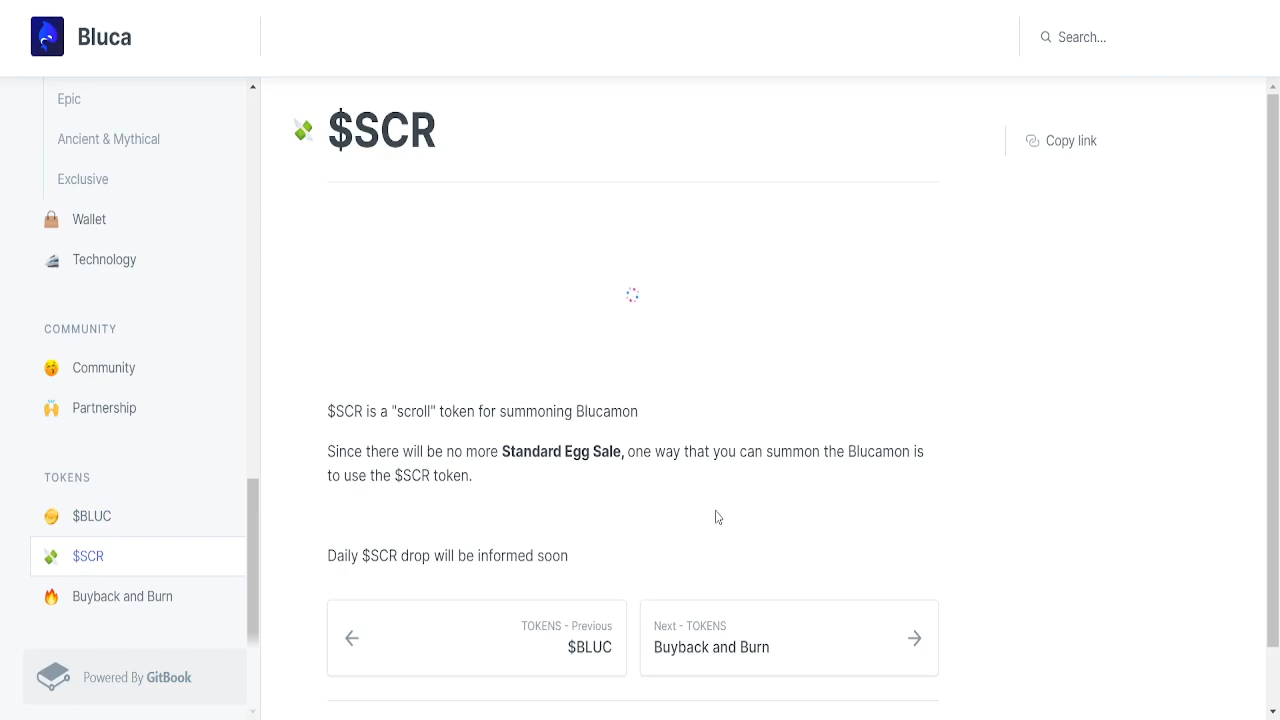 Bluca
Search...
Epic
Ancient & Mythical
Exclusive
Wallet
Technology
COMMUNITY
Community
Partnership
TOKENS
$BLUC
$SCR
Buyback and Burn
Powered By GitBook
$SCR
Copy link
$SCR is a "scroll" token for summoning Blucamon
Since there will be no more Standard Egg Sale, one way that you can summon the Blucamon is
to use the $SCR token.
Daily $SCR drop will be informed soon
TOKENS - Previous
$BLUC
Next - TOKENS
Buyback and Burn